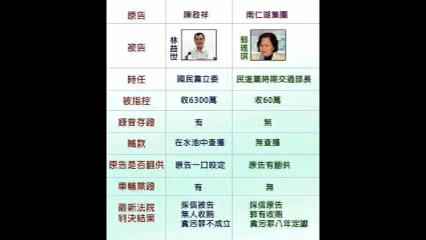 原告 陳啟祥 南仁湖集團
被告 林益世 郭瑤琪
時任 國民黨立委 民進黨時期交通部長
被指控 收6300萬 收60萬
錄音存證 有 無
贓款 在水池中查獲 無查獲
原告是否翻供 原告一口咬定 原告有翻供
車輪業證 有 無
最新法院 採信被告 採信原告
判決結果 無人收賄 郭有收賄
貪污罪不成立 貪污罪八年定讞